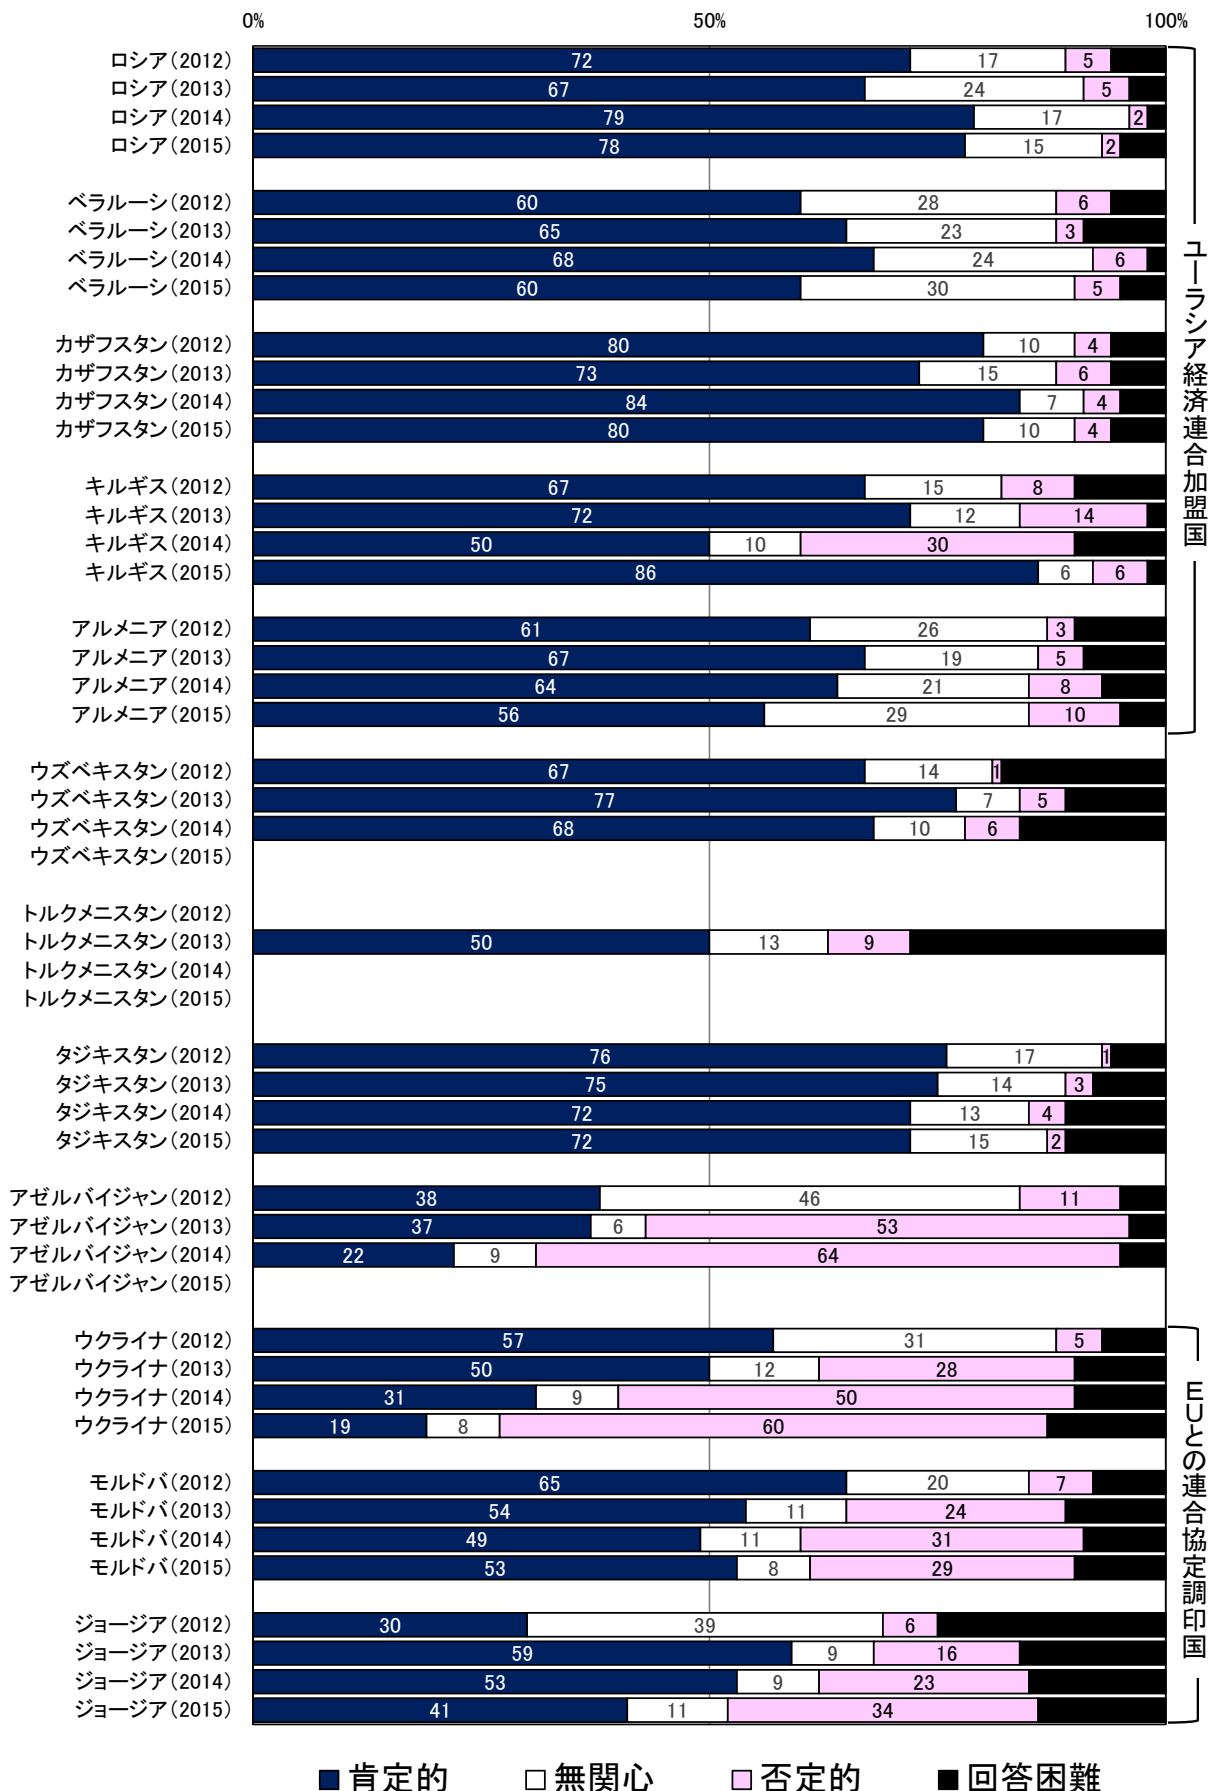 0% 50% 100%
ロシア(2012) 72 17 5
ロシア(2013) 67 24 5
ロシア(2014) 79 17 2
ロシア(2015) 78 15 2
ベラルーシ(2012) 60 28 6
ベラルーシ(2013) 65 23 3
ベラルーシ(2014) 68 24 6
ベラルーシ(2015) 60 30 5
カザフスタン(2012) 80 10 4
カザフスタン(2013) 73 15 6
カザフスタン(2014) 84 7 4
カザフスタン(2015) 80 10 4
キルギス(2012) 67 15 8
キルギス(2013) 72 12 14
キルギス(2014) 50 10 30
キルギス(2015) 86 6 6
アルメニア(2012) 61 26 3
アルメニア(2013) 67 19 5
アルメニア(2014) 64 21 8
アルメニア(2015) 56 29 10
ユーラシア経済連合加盟国
ウズベキスタン(2012) 67 14 1
ウズベキスタン(2013) 77 7 5
ウズベキスタン(2014) 68 10 6
ウズベキスタン(2015)
トルクメニスタン(2012)
トルクメニスタン(2013) 50 13 9
トルクメニスタン(2014)
トルクメニスタン(2015)
タジキスタン(2012) 76 17 1
タジキスタン(2013) 75 14 3
タジキスタン(2014) 72 13 4
タジキスタン(2015) 72 15 2
アゼルバイジャン(2012) 38 46 11
アゼルバイジャン(2013) 37 6 53
アゼルバイジャン(2014) 22 9 64
アゼルバイジャン(2015)
ウクライナ(2012) 57 31 5
ウクライナ(2013) 50 12 28
ウクライナ(2014) 31 9 50
ウクライナ(2015) 19 8 60
モルドバ(2012) 65 20 7
モルドバ(2013) 54 11 24
モルドバ(2014) 49 11 31
モルドバ(2015) 53 8 29
ジョージア(2012) 30 39 6
ジョージア(2013) 59 9 16
ジョージア(2014) 53 9 23
ジョージア(2015) 41 11 34
EUとの連合協定調印国
肯定的 無関心 否定的 回答困難